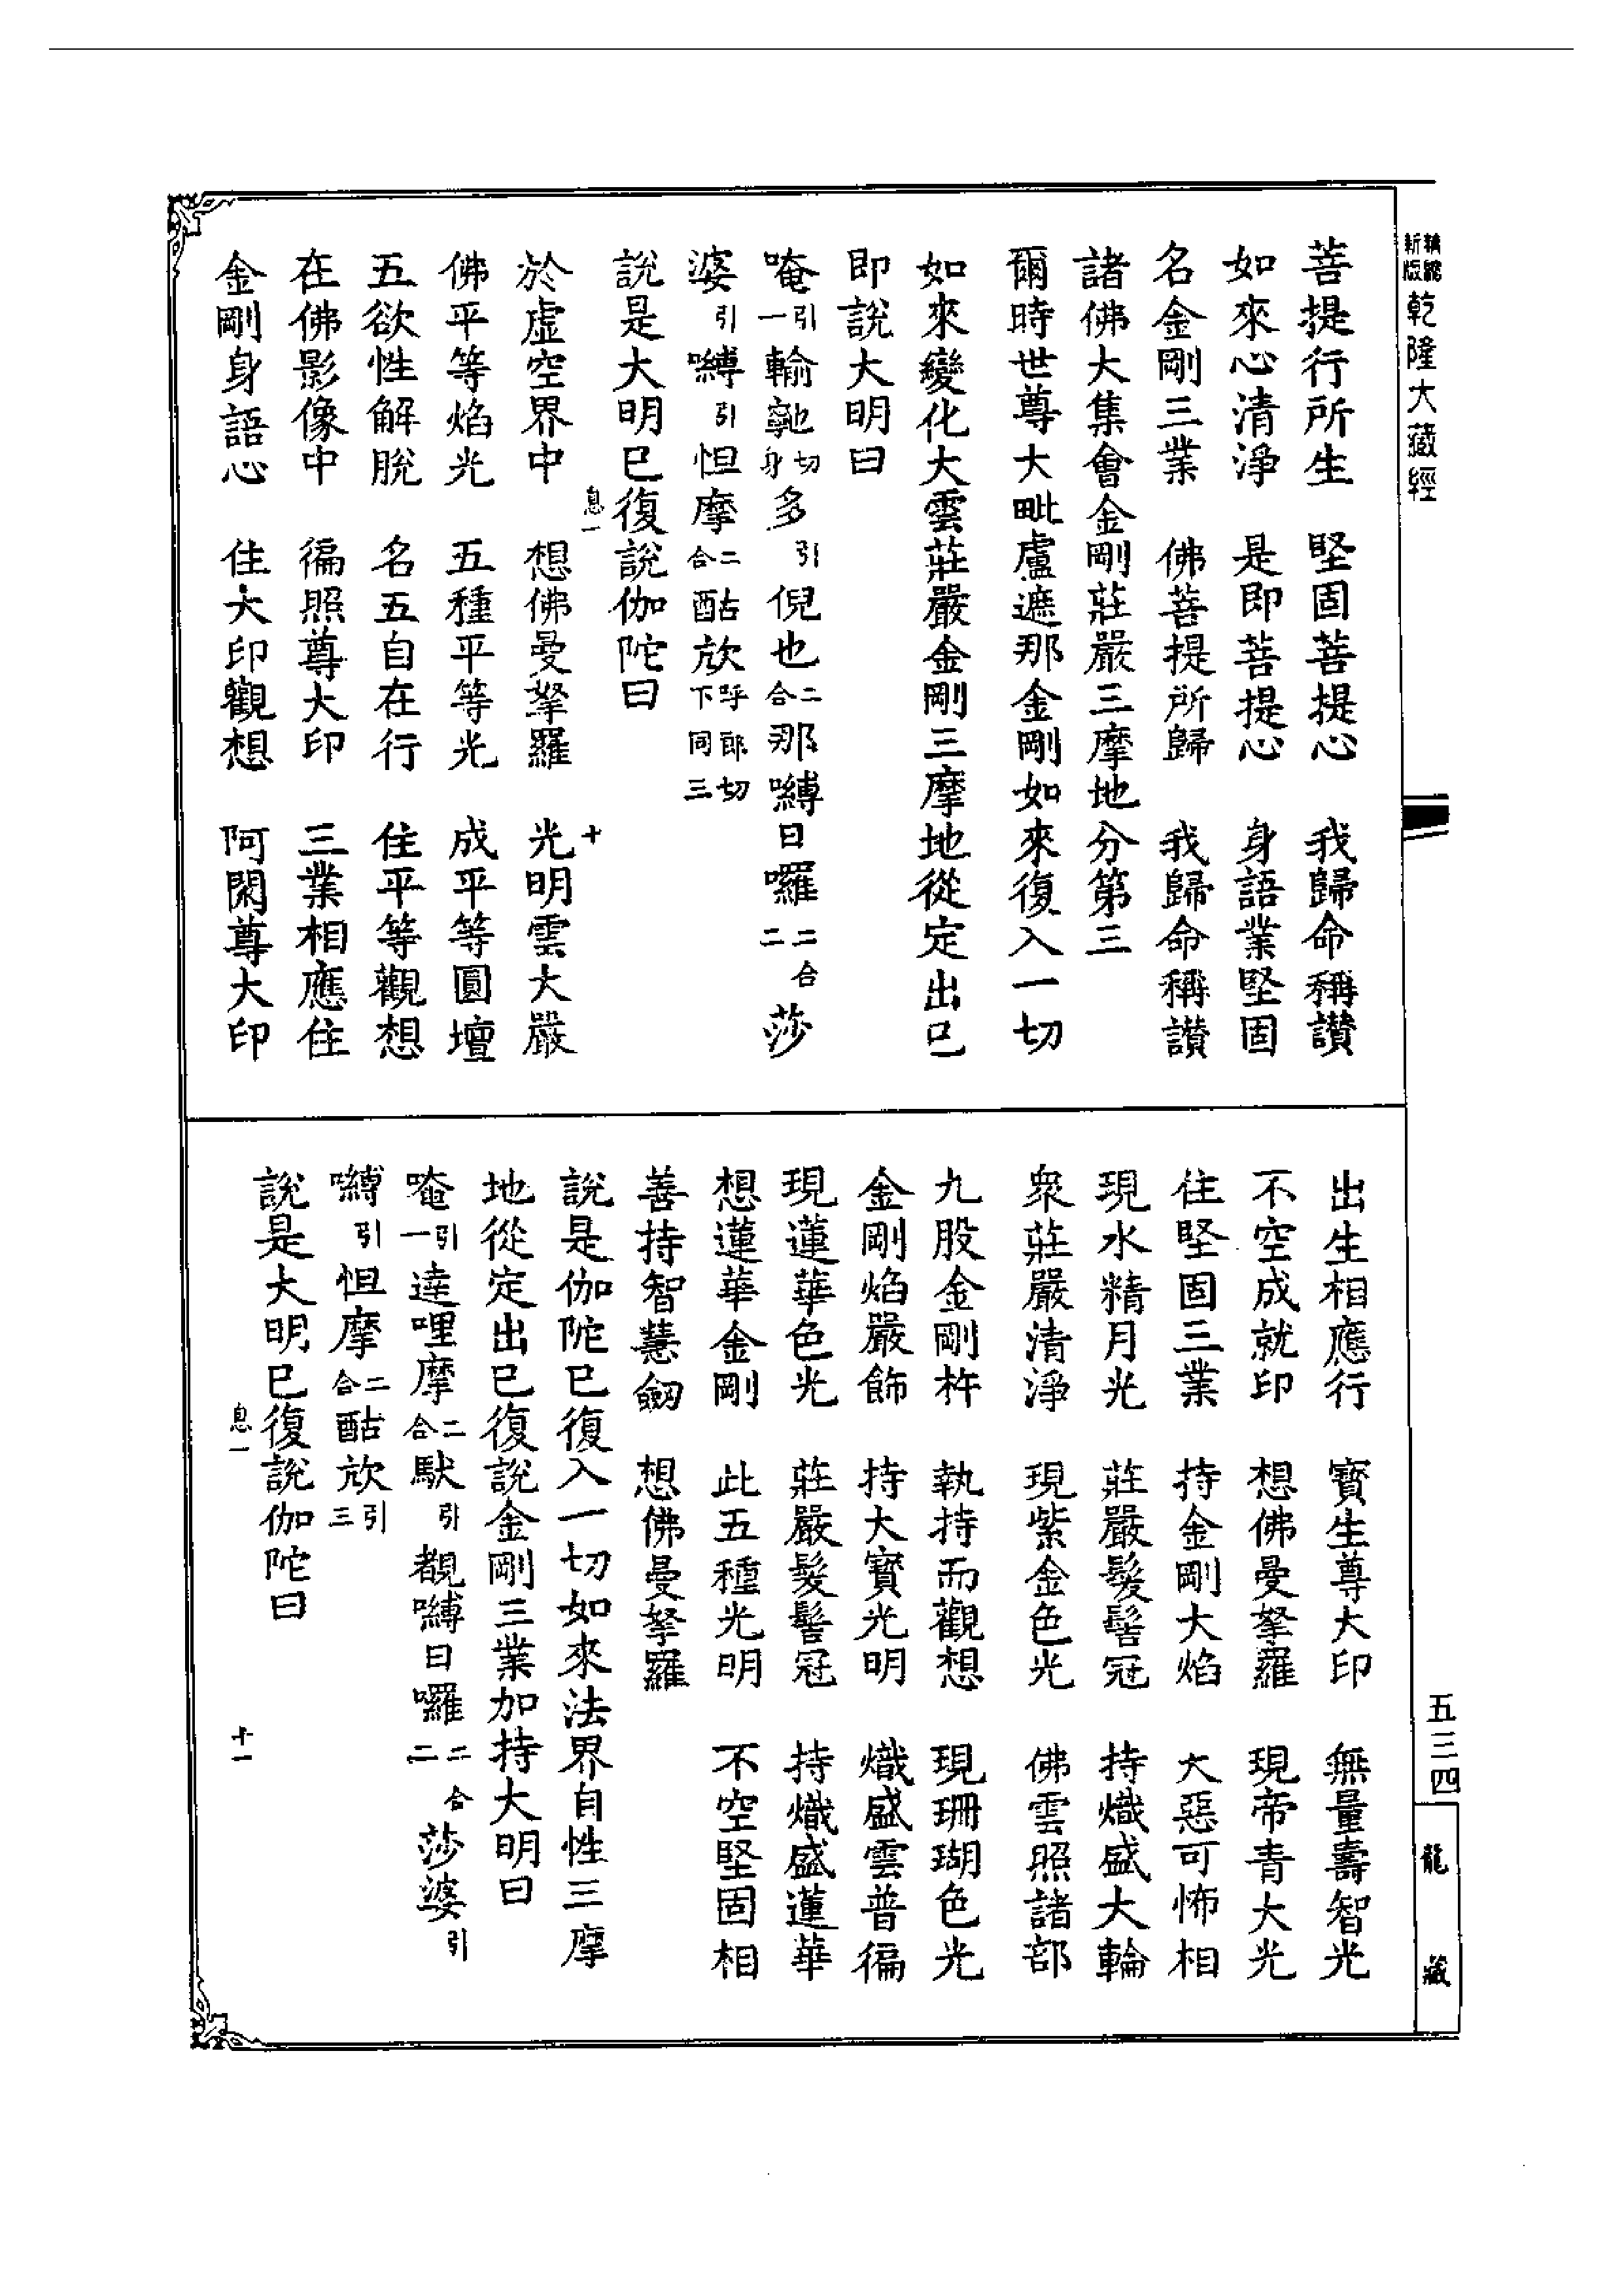 乾隆大藏經
菩提行所生　堅固菩提心　我歸命稱讚
如來心清淨　是即菩提心　身語業堅固
名金剛三業　佛菩提所歸　我歸命稱讚
諸佛大集會金剛莊嚴三摩地分第三
爾時世尊大毗盧遮那金剛如來復入一切
如來變化大雲莊嚴金剛三摩地從定出已
即說大明曰
唵引一輸㝹切身多引倪也二合那嚩日囉二合二莎
婆引嚩引怛摩二合酤㰠呼郎切下同三
說是大明已復說伽陀曰
息一　十
於虛空界中　想佛曼拏羅　光明雲大嚴
佛平等焰光　五種平等光　成平等圓壇
五欲性解脫　名五自在行　住平等觀想
在佛影像中　徧照尊大印　三業相應住
金剛身語心　住大印觀想　阿閦尊大印
出生相應行　寶生尊大印　無量壽智光
不空成就印　想佛曼拏羅　現帝青大光
住堅固三業　持金剛大焰　大惡可怖相
現水精月光　莊嚴髮髻冠　持熾盛大輪
衆莊嚴清淨　現紫金色光　佛雲照諸部
九股金剛杵　執持而觀想　現珊瑚色光
金剛焰嚴飾　持大寶光明　熾盛雲普徧
現蓮華色光　莊嚴髮髻冠　持熾盛蓮華
想蓮華金剛　此五種光明　不空堅固相
善持智慧劒　想佛曼拏羅
說是伽陀已復入一切如來法界自性三摩
地從定出已復說金剛三業加持大明曰
唵引一達哩摩二合馱引覩嚩日囉二合二莎婆引
嚩引怛摩二合酤㰠引三
說是大明已復說伽陀曰
息一　十一
五三四
龍藏